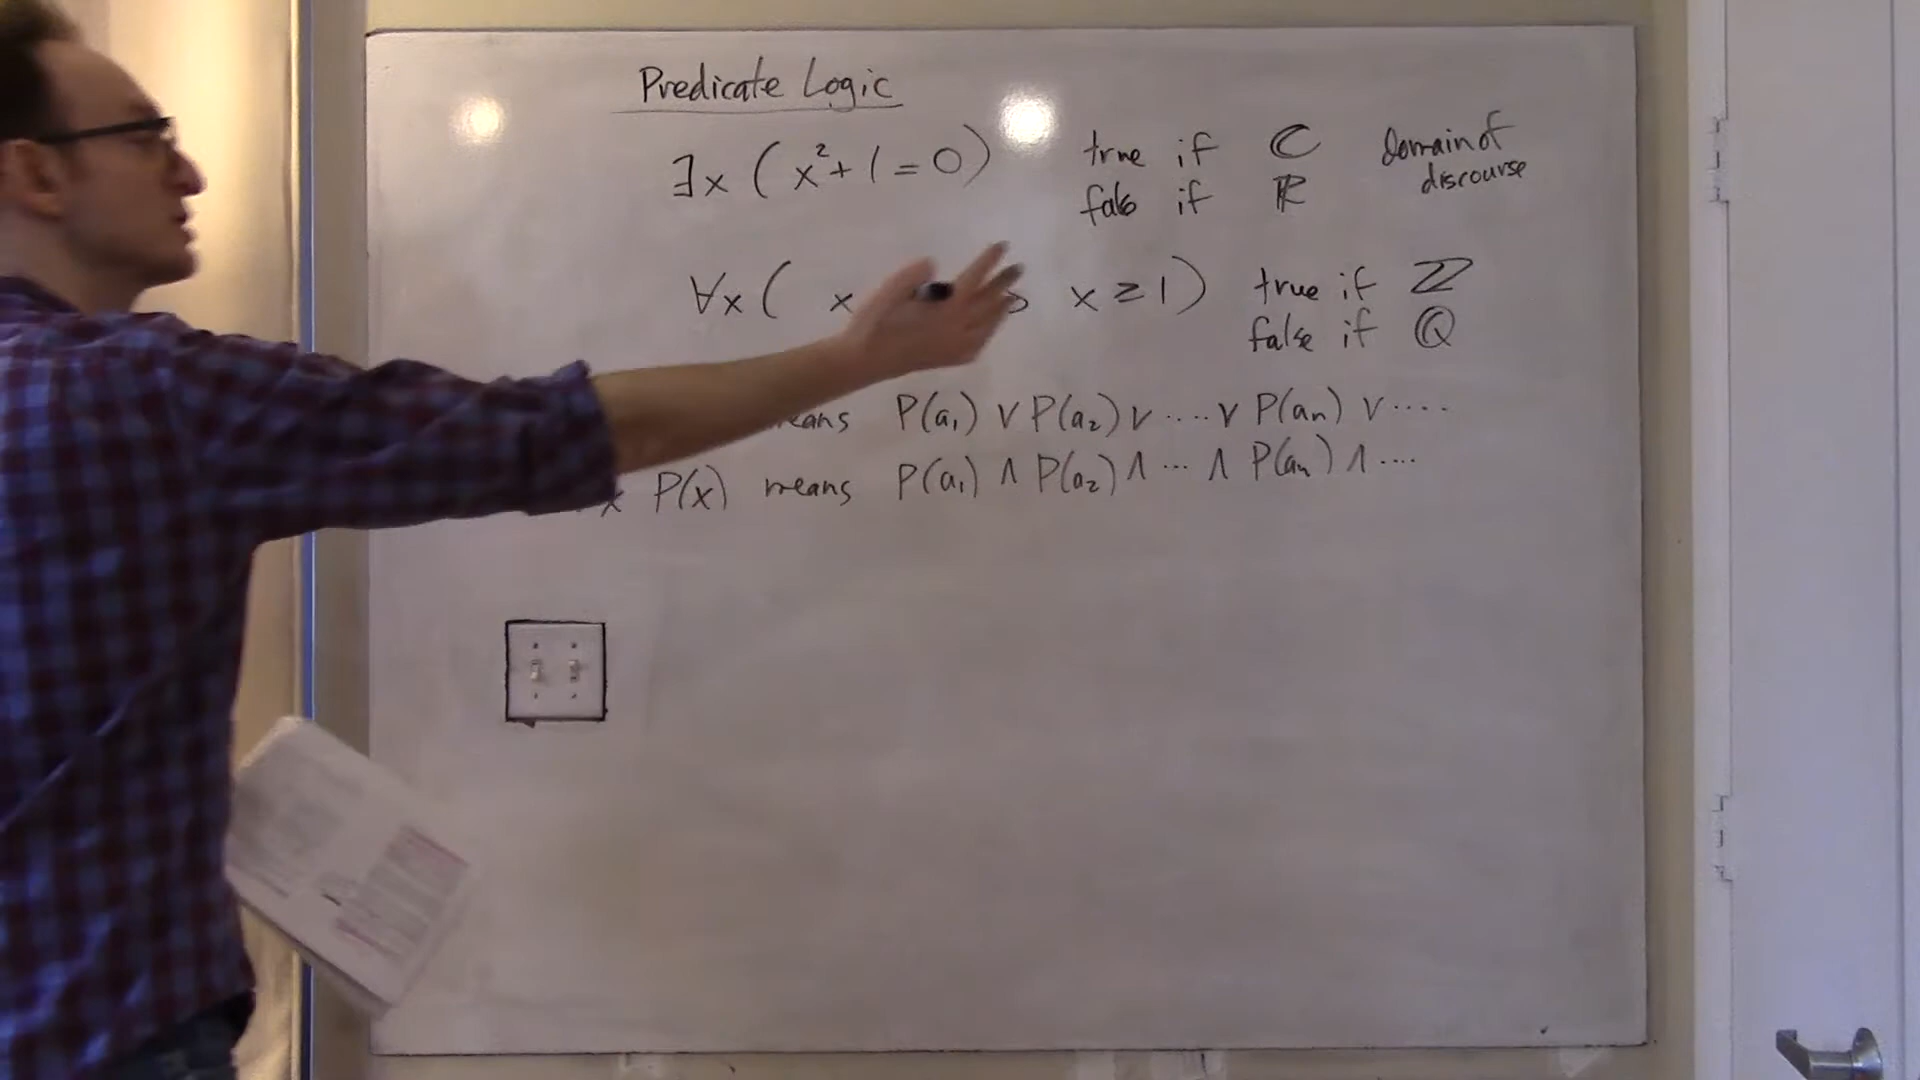 Predicate Logic
∃x (x²+1=0) true if ℂ Domain of discourse
false if ℝ
∀x ( x x ≥ 1) true if ℤ
false if ℚ
means P(a₁) ∨ P(a₂) ∨ .... ∨ P(aₙ) ∨ ....
x P(x) means P(a₁) ∧ P(a₂) ∧ ... ∧ P(aₙ) ∧ ....